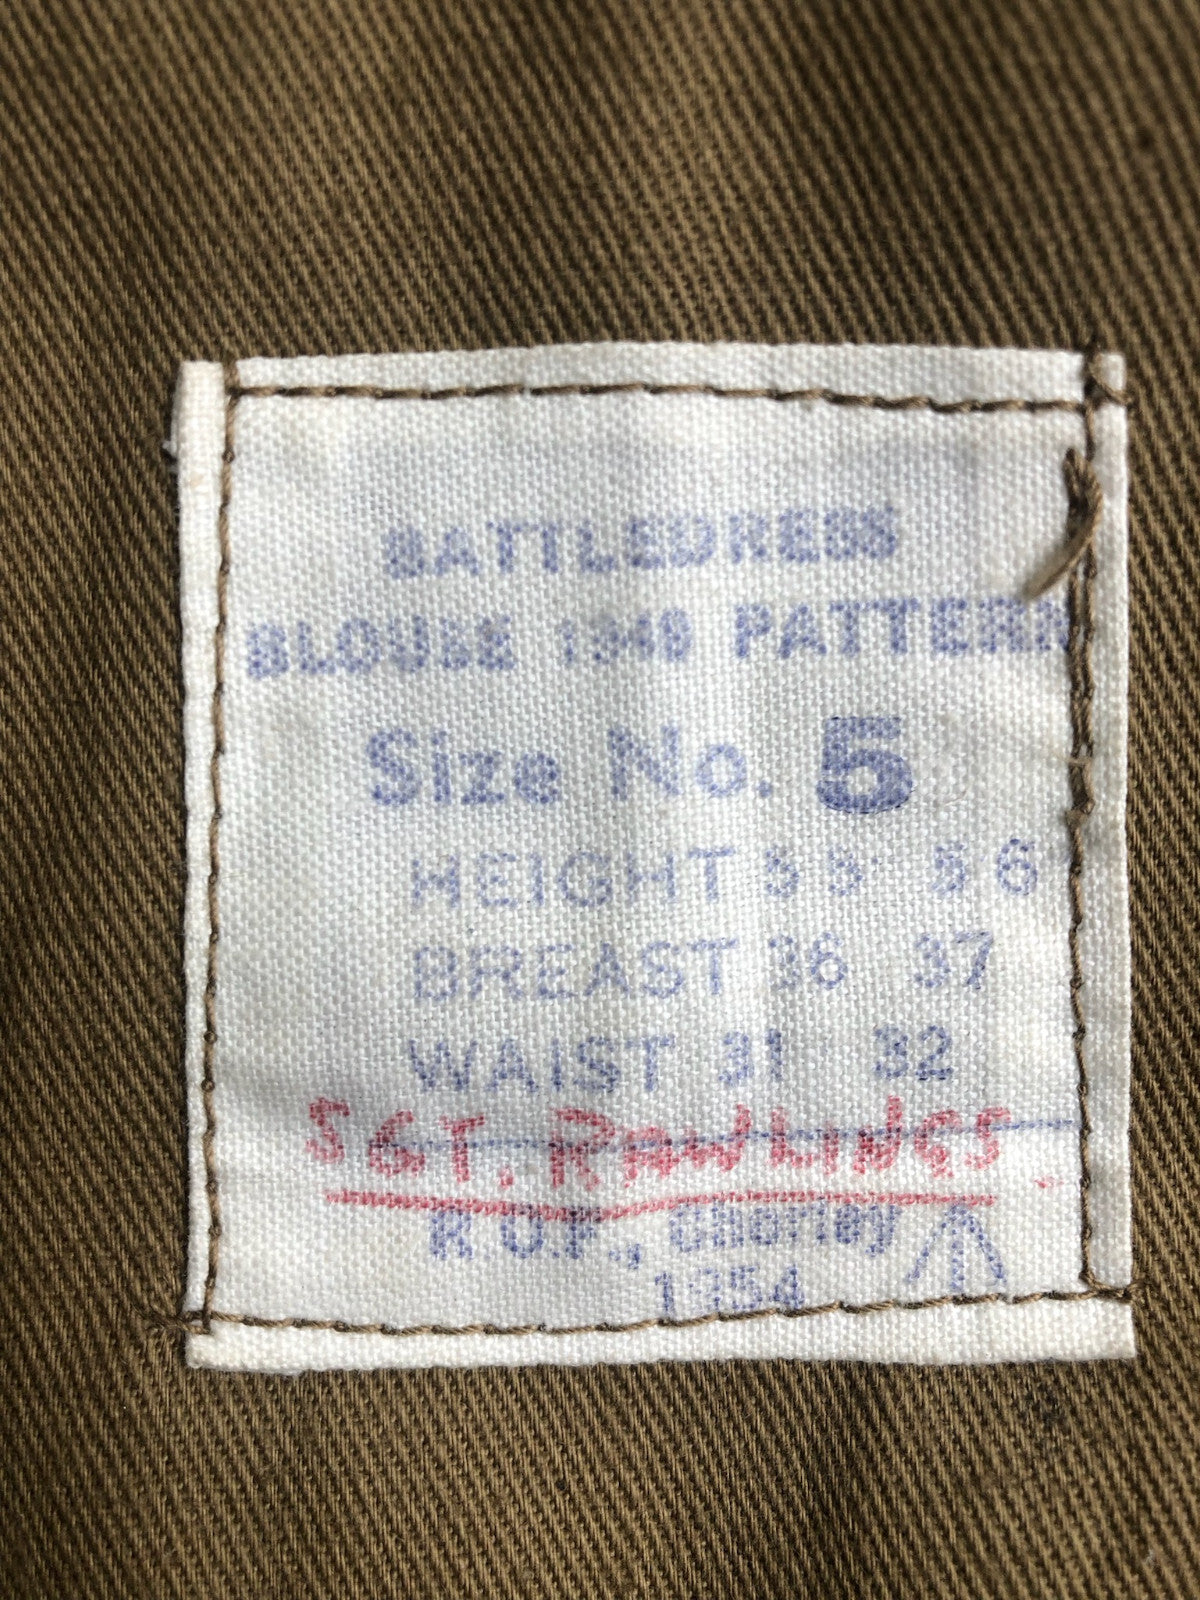 BATTLEDRESS
BLOUSE 1949 PATTERN
Size No. 5
HEIGHT 5 5 5 6
BREAST 36 37
WAIST 31 32
SGT. RAWLINGS
R.O.F., Chorley
1954